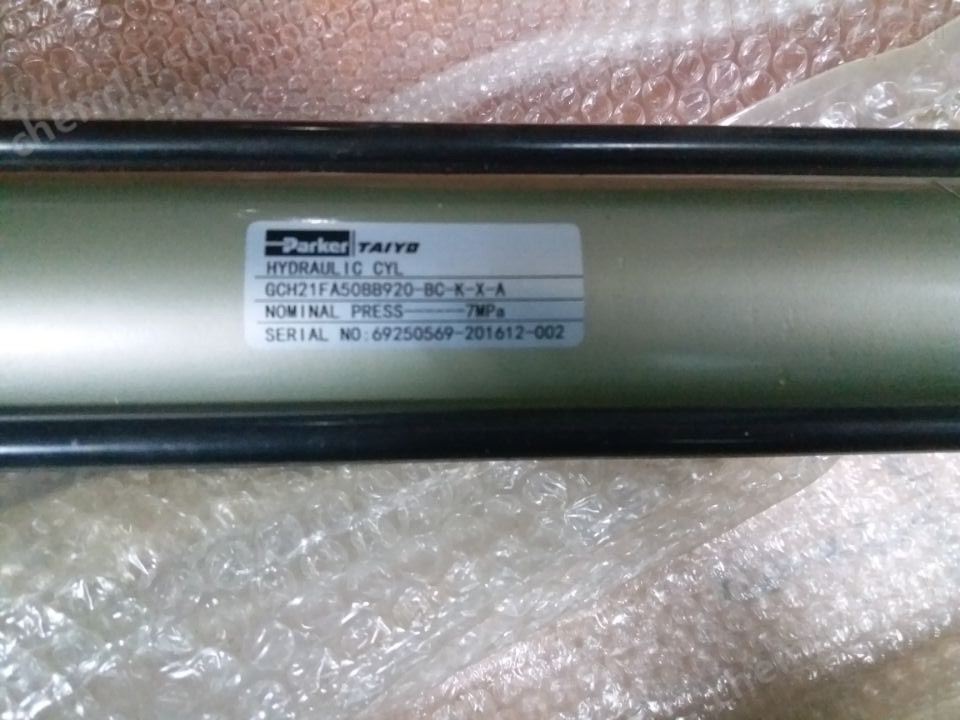 Parker TAIYO
HYDRAULIC CYL
GCH21FA50BB920-BC-K-X-A
NOMINAL PRESS------7MPa
SERIAL NO:69250569-201612-002